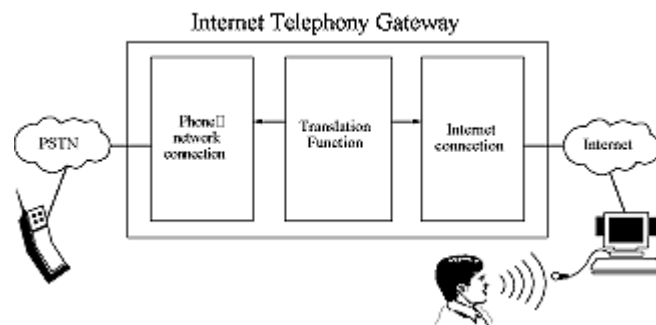 Internet Telephony Gateway
Phone
network
connection
Translation
Function
Internet
connection
PSTN
Internet